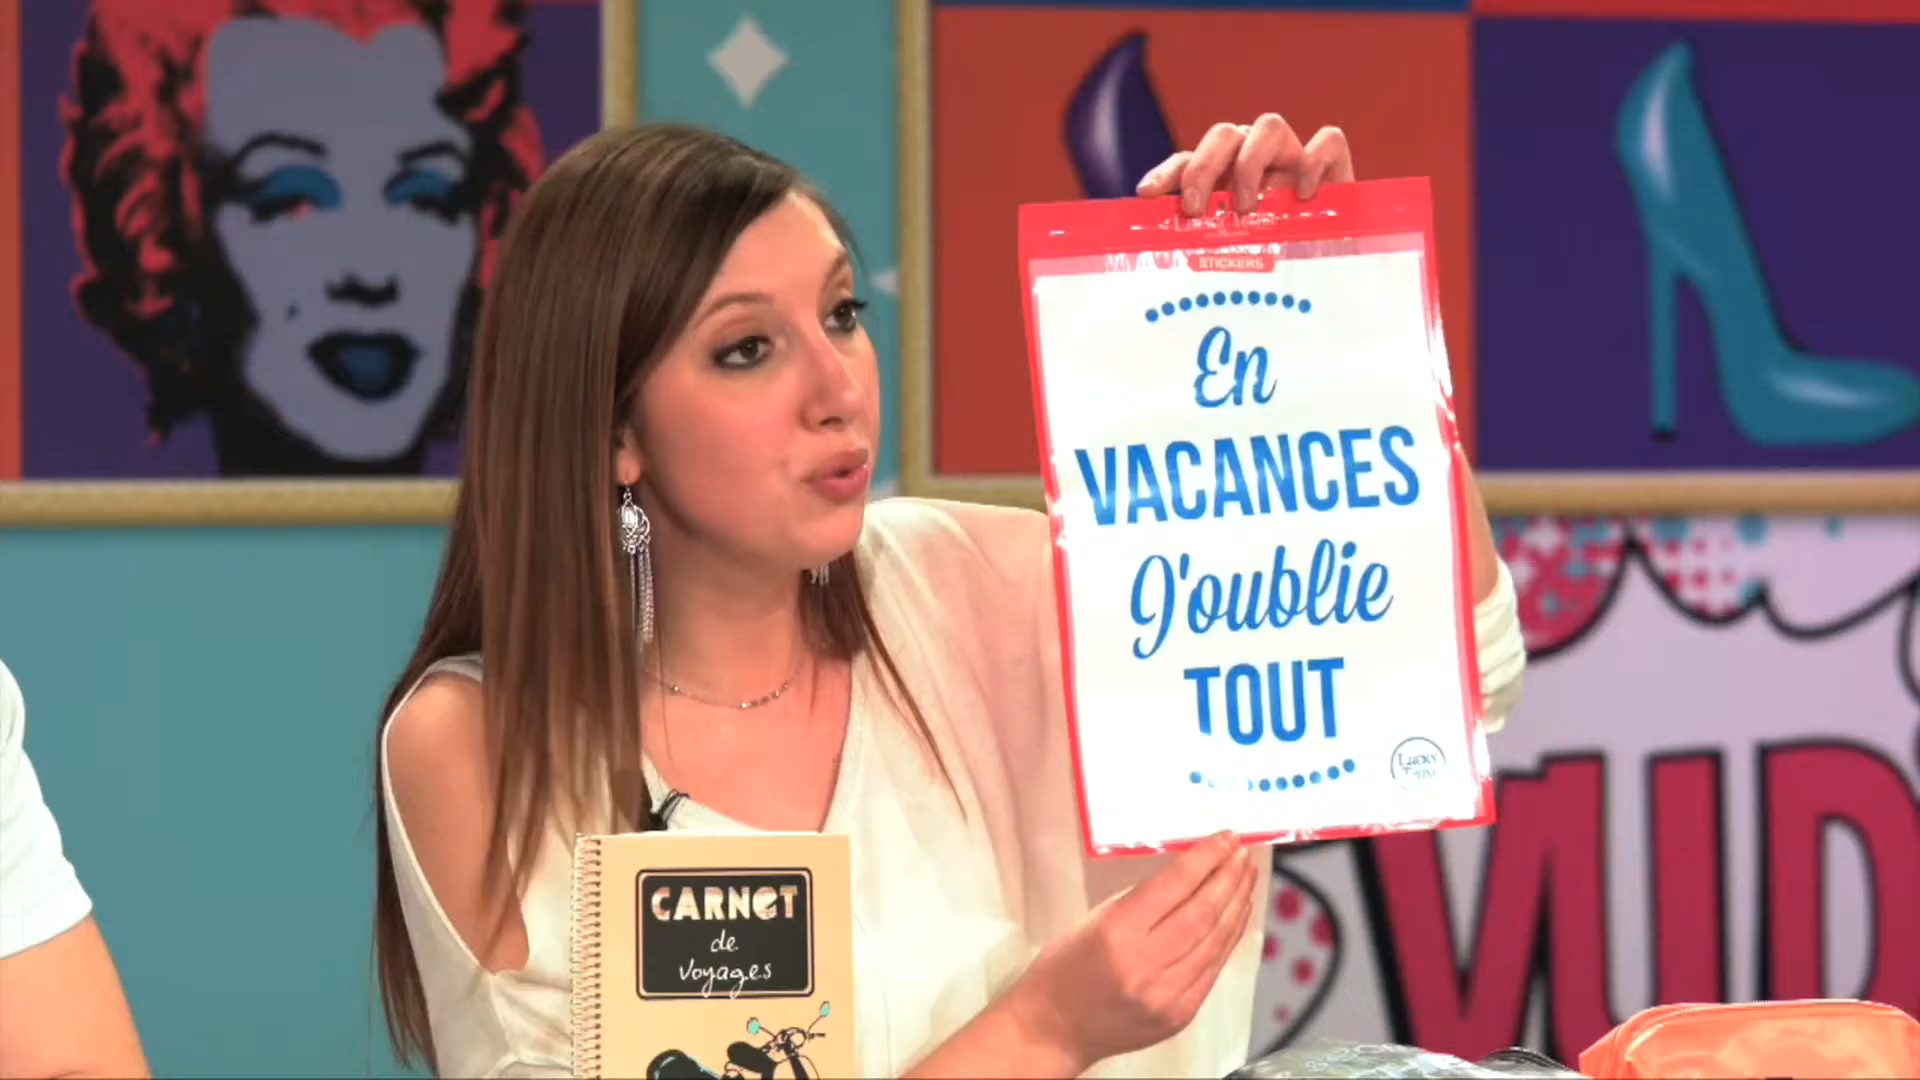 STICKERS
En
VACANCES
J'oublie
TOUT
CARNET
de
voyages